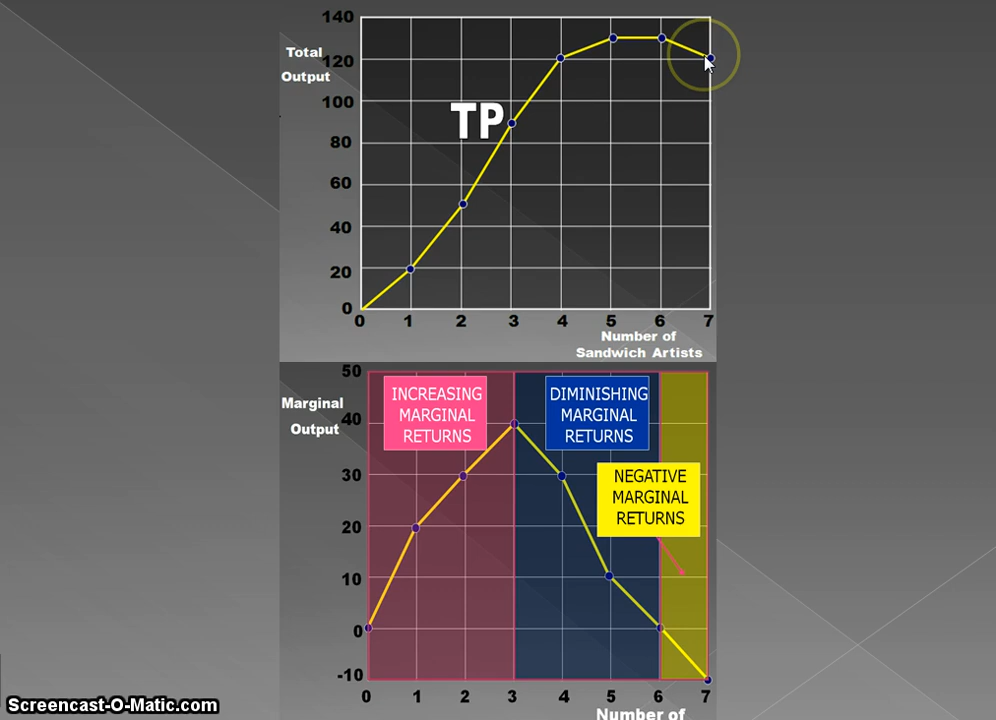 140
Total
120
Output
100
TP
80
60
40
20
0
0 1 2 3 4 5 6 7
Number of
Sandwich Artists
50
INCREASING
MARGINAL
RETURNS
DIMINISHING
MARGINAL
RETURNS
Marginal
40
Output
30
NEGATIVE
MARGINAL
RETURNS
20
10
0
-10
0 1 2 3 4 5 6 7
Number of
Screencast-O-Matic.com